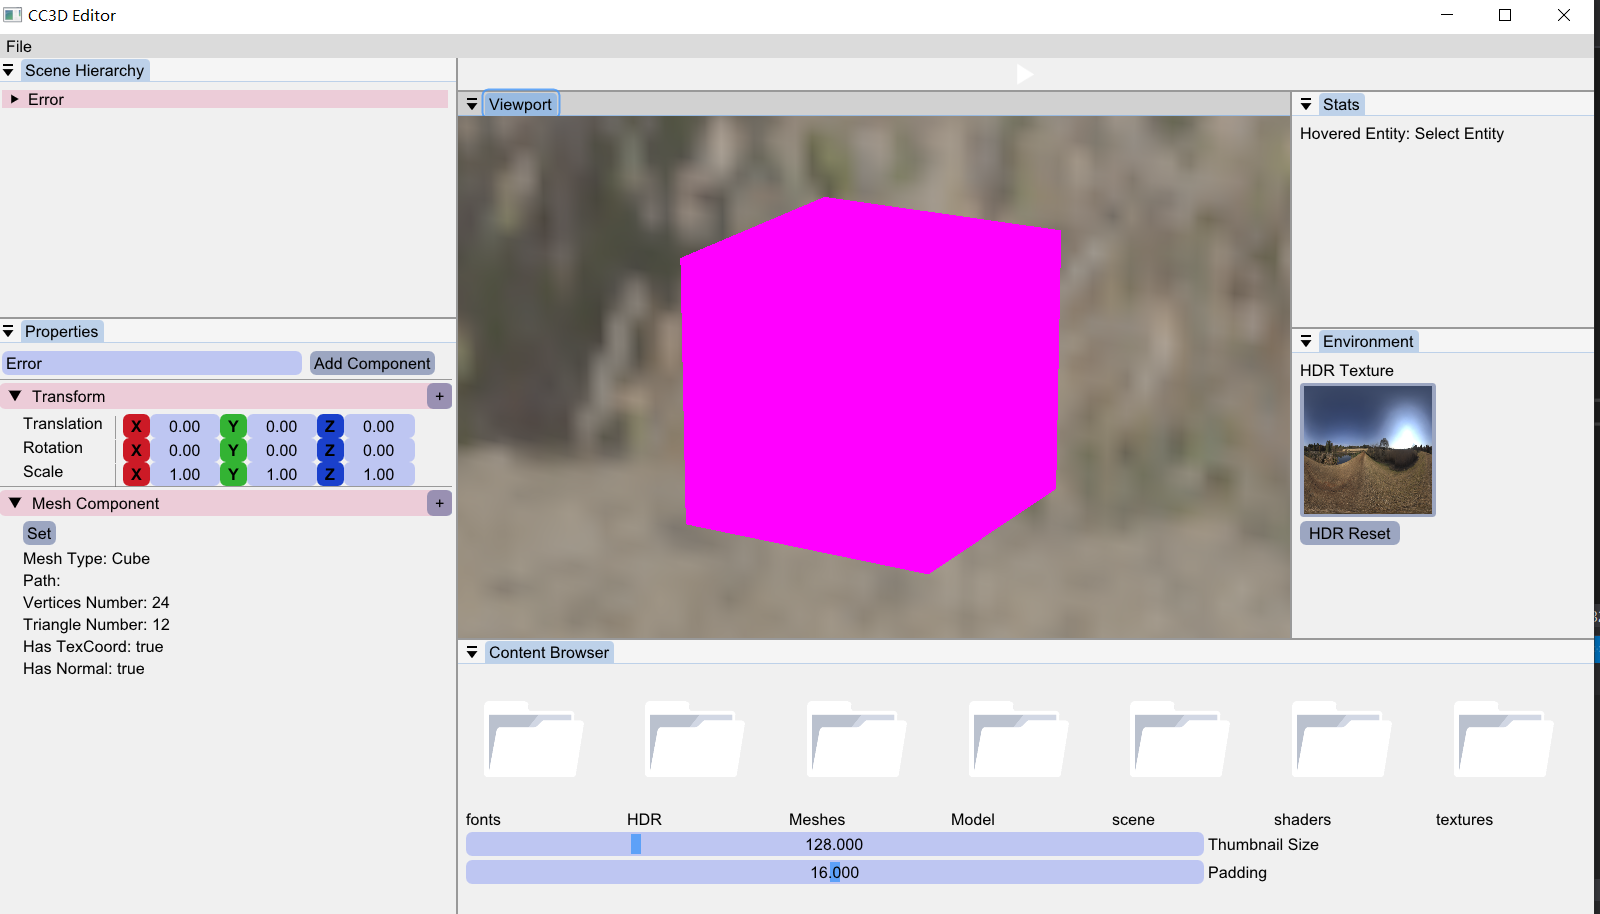 CC3D Editor
File
Scene Hierarchy
Error
Viewport
Stats
Hovered Entity: Select Entity
Properties
Error Add Component
Transform +
Translation X 0.00 Y 0.00 Z 0.00
Rotation X 0.00 Y 0.00 Z 0.00
Scale X 1.00 Y 1.00 Z 1.00
Mesh Component +
Set
Mesh Type: Cube
Path:
Vertices Number: 24
Triangle Number: 12
Has TexCoord: true
Has Normal: true
Environment
HDR Texture
HDR Reset
Content Browser
fonts HDR Meshes Model scene shaders textures
128.000 Thumbnail Size
16.000 Padding